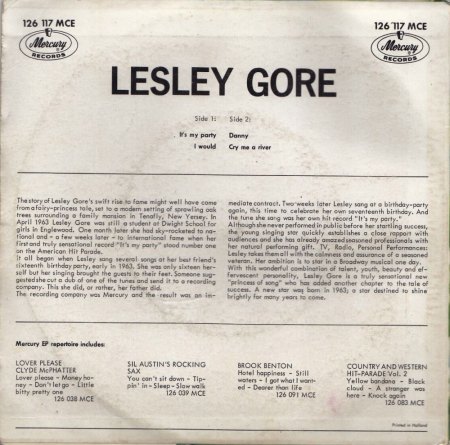 126 117 MCE
126 117 MCE
Mercury
RECORDS
Mercury
RECORDS
LESLEY GORE
Side 1:
Side 2:
It's my party
Danny
I would
Cry me a river
The story of Lesley Gore's swift rise to fame might well have come
from a fairy-princess tale, set to a modern setting of sprawling oak
trees surrounding a family mansion in Tenafly, New Yersey. In
April 1963 Lesley Gore was still a student of Dwight School for
girls in Englewood. One month later she had sky-rocketed to na-
tional and - a few weeks later - to international fame when her
first and truly sensational record "It's my party" stood number one
on the American Hit Parade.
It all began when Lesley sang several songs at her best friend's
sixteenth birthday party, early in 1963. She was only sixteen her-
self but her singing brought the guests to their feet. Someone sug-
gested she cut a dub of one of the tunes and send it to a recording
company. This she did, or rather, her father did.
The recording company was Mercury and the result was an im-
mediate contract. Two weeks later Lesley sang at a birthday-party
again, this time to celebrate her own seventeenth birthday. And
the tune she sang was her own hit record "It's my party."
Although she never performed in public before her startling success,
the young singing star quickly establishes a close rapport with
audiences and she has already amazed seasoned professionals with
her natural performing gift. TV, Radio, Personal Performances:
Lesley takes them all with the calmness and assurance of a seasoned
veteran. Her ambition is to star in a Broadway musical one day.
With this wonderful combination of talent, youth, beauty and ef-
fervescent personality, Lesley Gore is a truly sensational new
"princess of song" who has added another chapter to the tale of
success. A new star was born in 1963; a star destined to shine
brightly for many years to come.
Mercury EP repertoire includes:
LOVER PLEASE
CLYDE McPHATTER
Lover please - Money ho-
ney - Don't let go - Little
bitty pretty one
126 038 MCE
SIL AUSTIN'S ROCKING
SAX
You can't sit down - Tip-
pin' in - Sleep - Slow walk
126 039 MCE
BROOK BENTON
Hotel happiness - Still
waters - I got what I want-
ed - Dearer than life
126 091 MCE
COUNTRY AND WESTERN
HIT-PARADE Vol. 2
Yellow bandana - Black
cloud - A stranger was
here - Knock again
126 083 MCE
Printed in Holland